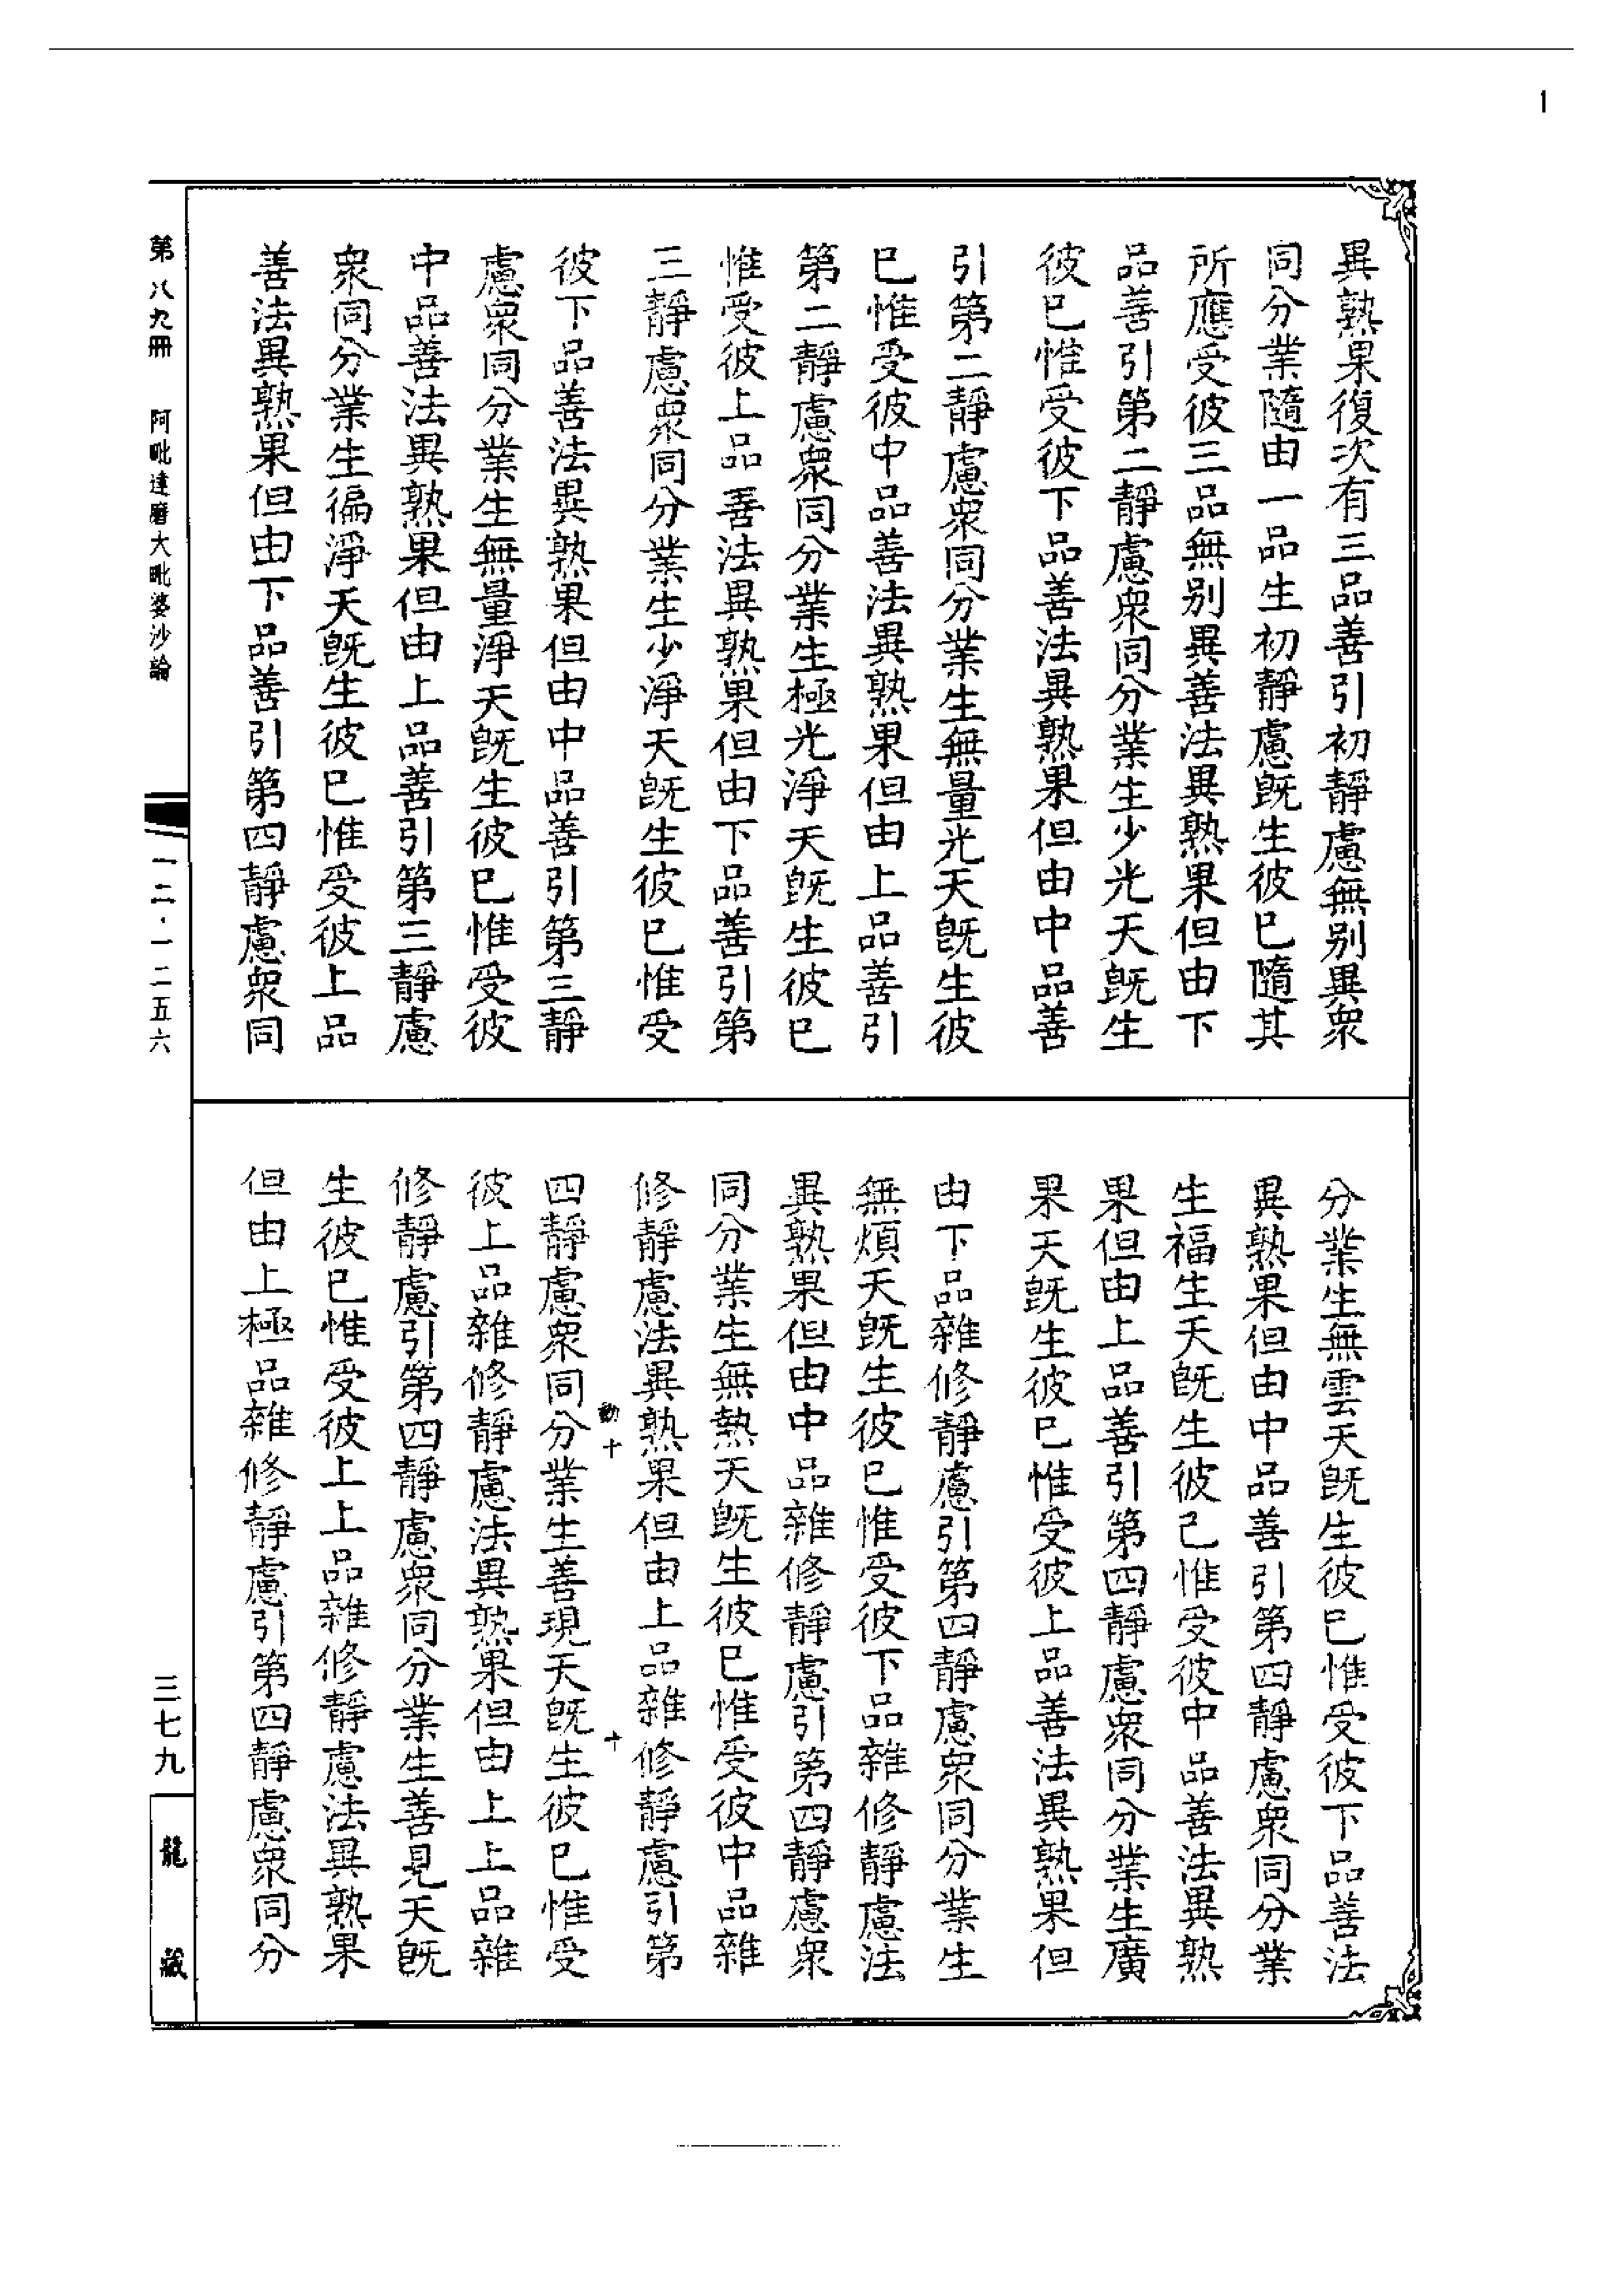 1
異熟果復次有三品善引初靜慮無別異衆
同分業隨由一品生初靜慮既生彼已隨其
所應受彼三品無别異善法異熟果但由下
品善引第二靜慮衆同分業生少光天既生
彼已惟受彼下品善法異熟果但由中品善
引第二靜慮衆同分業生無量光天既生彼
已惟受彼中品善法異熟果但由上品善引
第二靜慮衆同分業生極光淨天既生彼已
惟受彼上品善法異熟果但由下品善引第
三靜慮衆同分業生少淨天既生彼已惟受
彼下品善法異熟果但由中品善引第三靜
慮衆同分業生無量淨天既生彼已惟受彼
中品善法異熟果但由上品善引第三靜慮
衆同分業生徧淨天既生彼已惟受彼上品
善法異熟果但由下品善引第四靜慮衆同
分業生無雲天既生彼已惟受彼下品善法
異熟果但由中品善引第四靜慮衆同分業
生福生天既生彼已惟受彼中品善法異熟
果但由上品善引第四靜慮衆同分業生廣
果天既生彼已惟受彼上品善法異熟果但
由下品雜修靜慮引第四靜慮衆同分業生
無煩天既生彼已惟受彼下品雜修靜慮法
異熟果但由中品雜修靜慮引第四靜慮衆
同分業生無熱天既生彼已惟受彼中品雜
修靜慮法異熟果但由上品雜修靜慮引第
動十 十
四靜慮衆同分業生善現天既生彼已惟受
彼上品雜修靜慮法異熟果但由上上品雜
修靜慮引第四靜慮衆同分業生善見天既
生彼已惟受彼上上品雜修靜慮法異熟果
但由上極品雜修靜慮引第四靜慮衆同分
第八九冊 阿毗達磨大毗婆沙論 一二·一二五六 三七九 龍藏